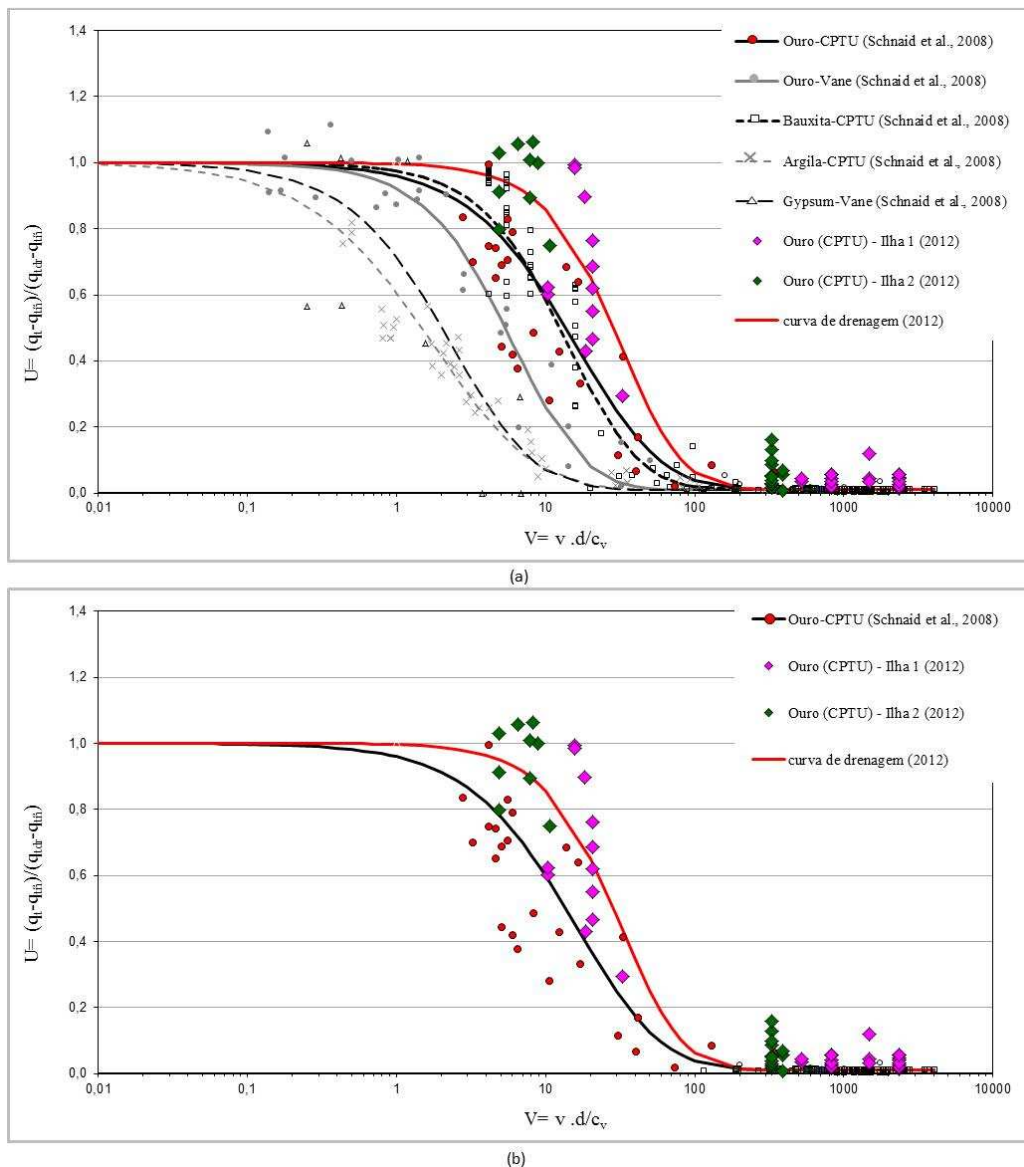 1,4
1,2
1,0
0,8
0,6
0,4
0,2
0,0
U= (qt-qtñ)/(qtdr-qtñ)
0,01
0,1
1
10
100
1000
10000
V= v .d/cv
Ouro-CPTU (Schnaid et al., 2008)
Ouro-Vane (Schnaid et al., 2008)
Bauxita-CPTU (Schnaid et al., 2008)
Argila-CPTU (Schnaid et al., 2008)
Gypsum-Vane (Schnaid et al., 2008)
Ouro (CPTU) - Ilha 1 (2012)
Ouro (CPTU) - Ilha 2 (2012)
curva de drenagem (2012)
(a)
1,4
1,2
1,0
0,8
0,6
0,4
0,2
0,0
U= (qt-qtñ)/(qtdr-qtñ)
0,01
0,1
1
10
100
1000
10000
V= v .d/cv
Ouro-CPTU (Schnaid et al., 2008)
Ouro (CPTU) - Ilha 1 (2012)
Ouro (CPTU) - Ilha 2 (2012)
curva de drenagem (2012)
(b)